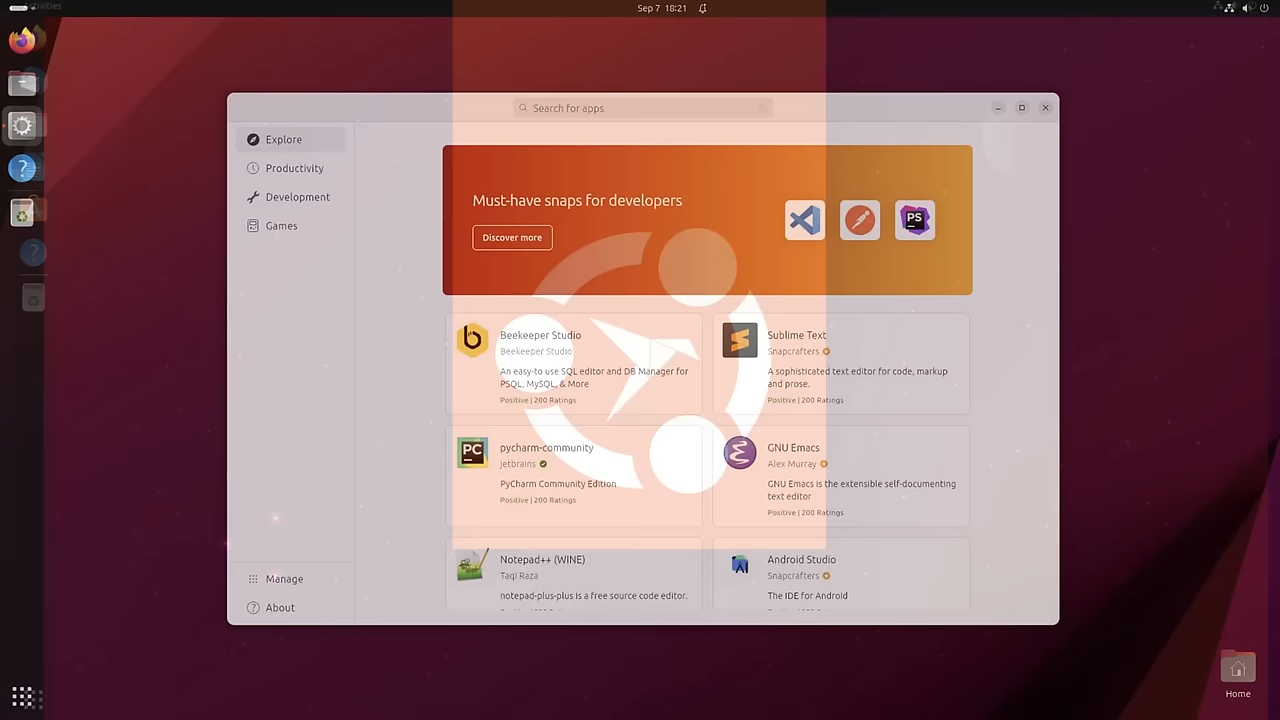 Activities
Sep 7 18:21
Search for apps
Explore
Productivity
Development
Games
Manage
About
Must-have snaps for developers
Discover more
PS
Beekeeper Studio
Beekeeper Studio
An easy-to use SQL editor and DB Manager for
PSQL, MySQL, & More
Positive | 200 Ratings
Sublime Text
Snapcrafters
A sophisticated text editor for code, markup
and prose.
Positive | 200 Ratings
PC
pycharm-community
jetbrains
PyCharm Community Edition
Positive | 200 Ratings
GNU Emacs
Alex Murray
GNU Emacs is the extensible self-documenting
text editor
Positive | 200 Ratings
Notepad++ (WINE)
Taqi Raza
notepad-plus-plus is a free source code editor.
Android Studio
Snapcrafters
The IDE for Android
Home